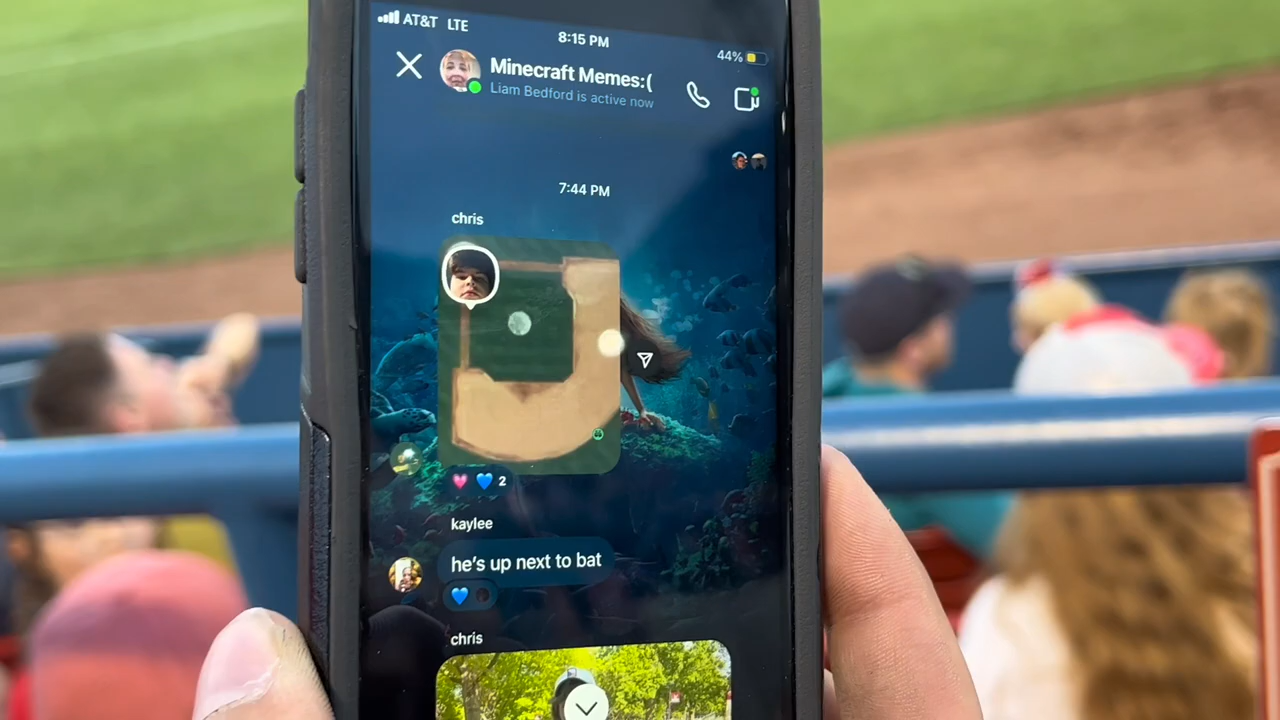 AT&T LTE
8:15 PM
44%
Minecraft Memes:(
Liam Bedford is active now
7:44 PM
chris
2
kaylee
he's up next to bat
chris